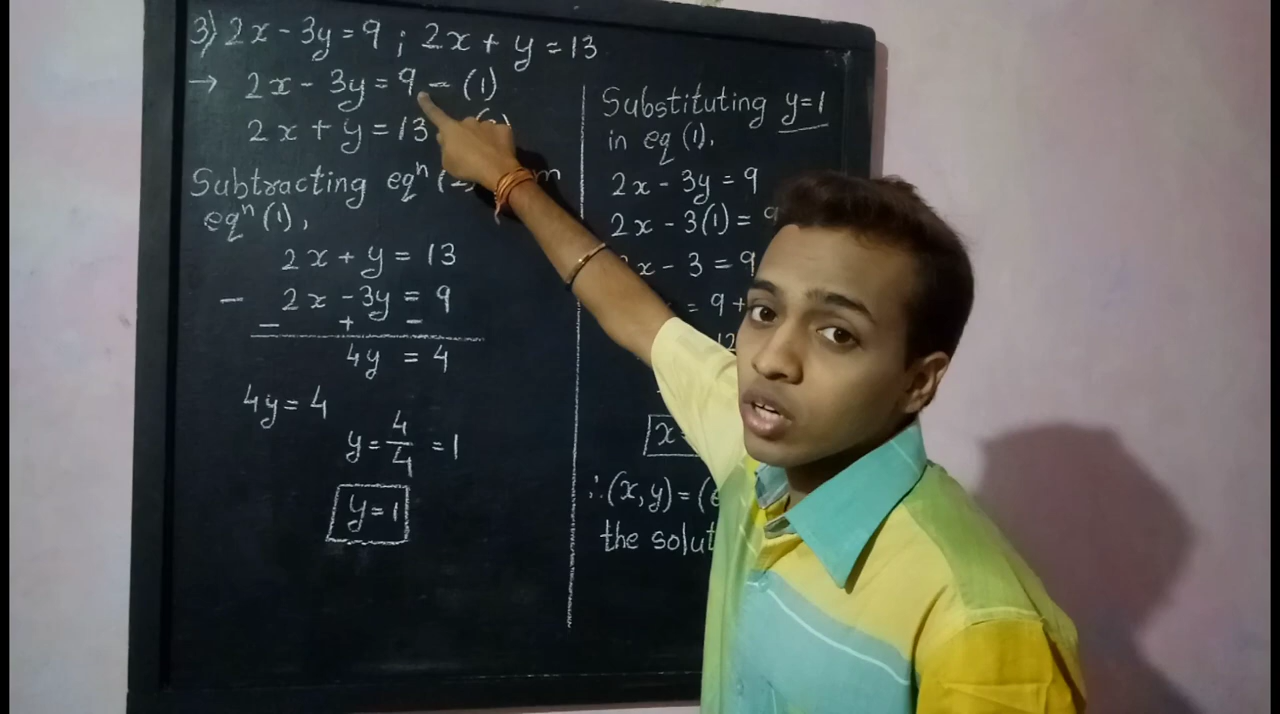 3) 2x - 3y = 9 ; 2x + y = 13
→ 2x - 3y = 9 - (1)
2x + y = 13
Subtracting eqⁿ
eqⁿ (1),
2x + y = 13
- 2x - 3y = 9
- + -
4y = 4
4y = 4
y = 4/4 = 1
y = 1
Substituting y=1
in eq (1),
2x - 3y = 9
2x - 3(1) = 9
x - 3 = 9
= 9 +
12
x =
∴ (x, y) = (
the